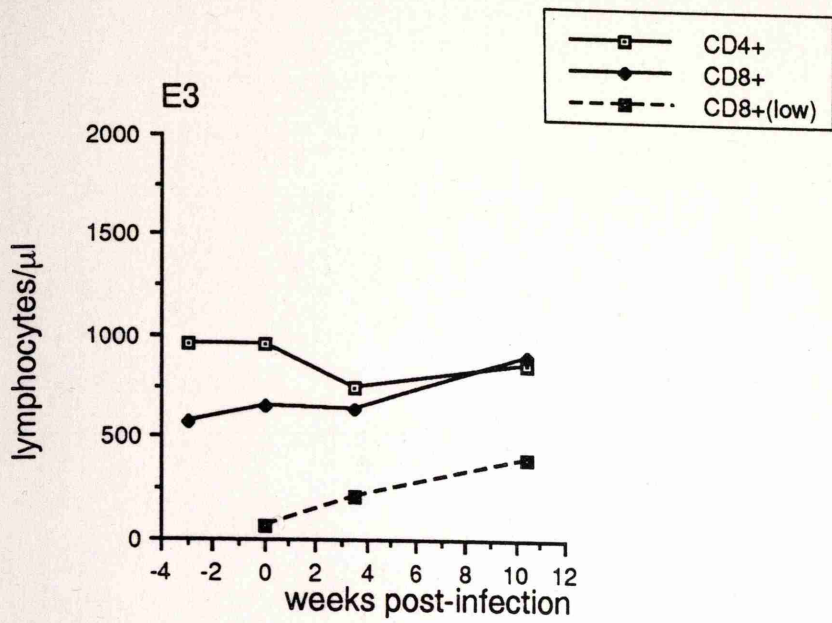 CD4+
CD8+
CD8+(low)
E3
2000
1500
1000
500
0
-4 -2 0 2 4 6 8 10 12
lymphocytes/µl
weeks post-infection